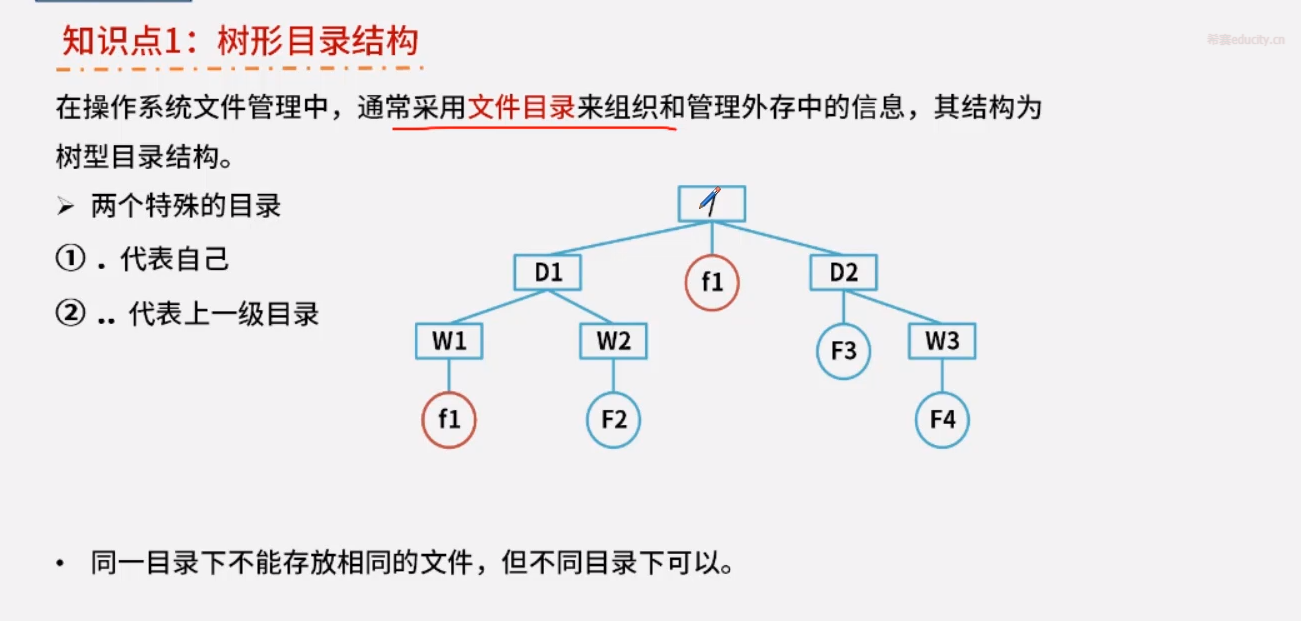 知识点1：树形目录结构
希赛educity.cn
在操作系统文件管理中，通常采用文件目录来组织和管理外存中的信息，其结构为
树型目录结构。
➢ 两个特殊的目录
① . 代表自己
② .. 代表上一级目录
/
D1 f1 D2
W1 W2 F3 W3
f1 F2 F4
• 同一目录下不能存放相同的文件，但不同目录下可以。